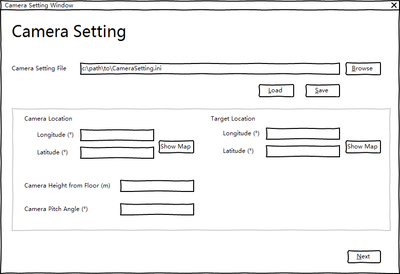 Camera Setting Window
Camera Setting
Camera Setting File c:\path\to\CameraSetting.ini Browse
Load Save
Camera Location Target Location
Longitude (°) Longitude (°)
Latitude (°) Show Map Latitude (°) Show Map
Camera Height from Floor (m)
Camera Pitch Angle (°)
Next